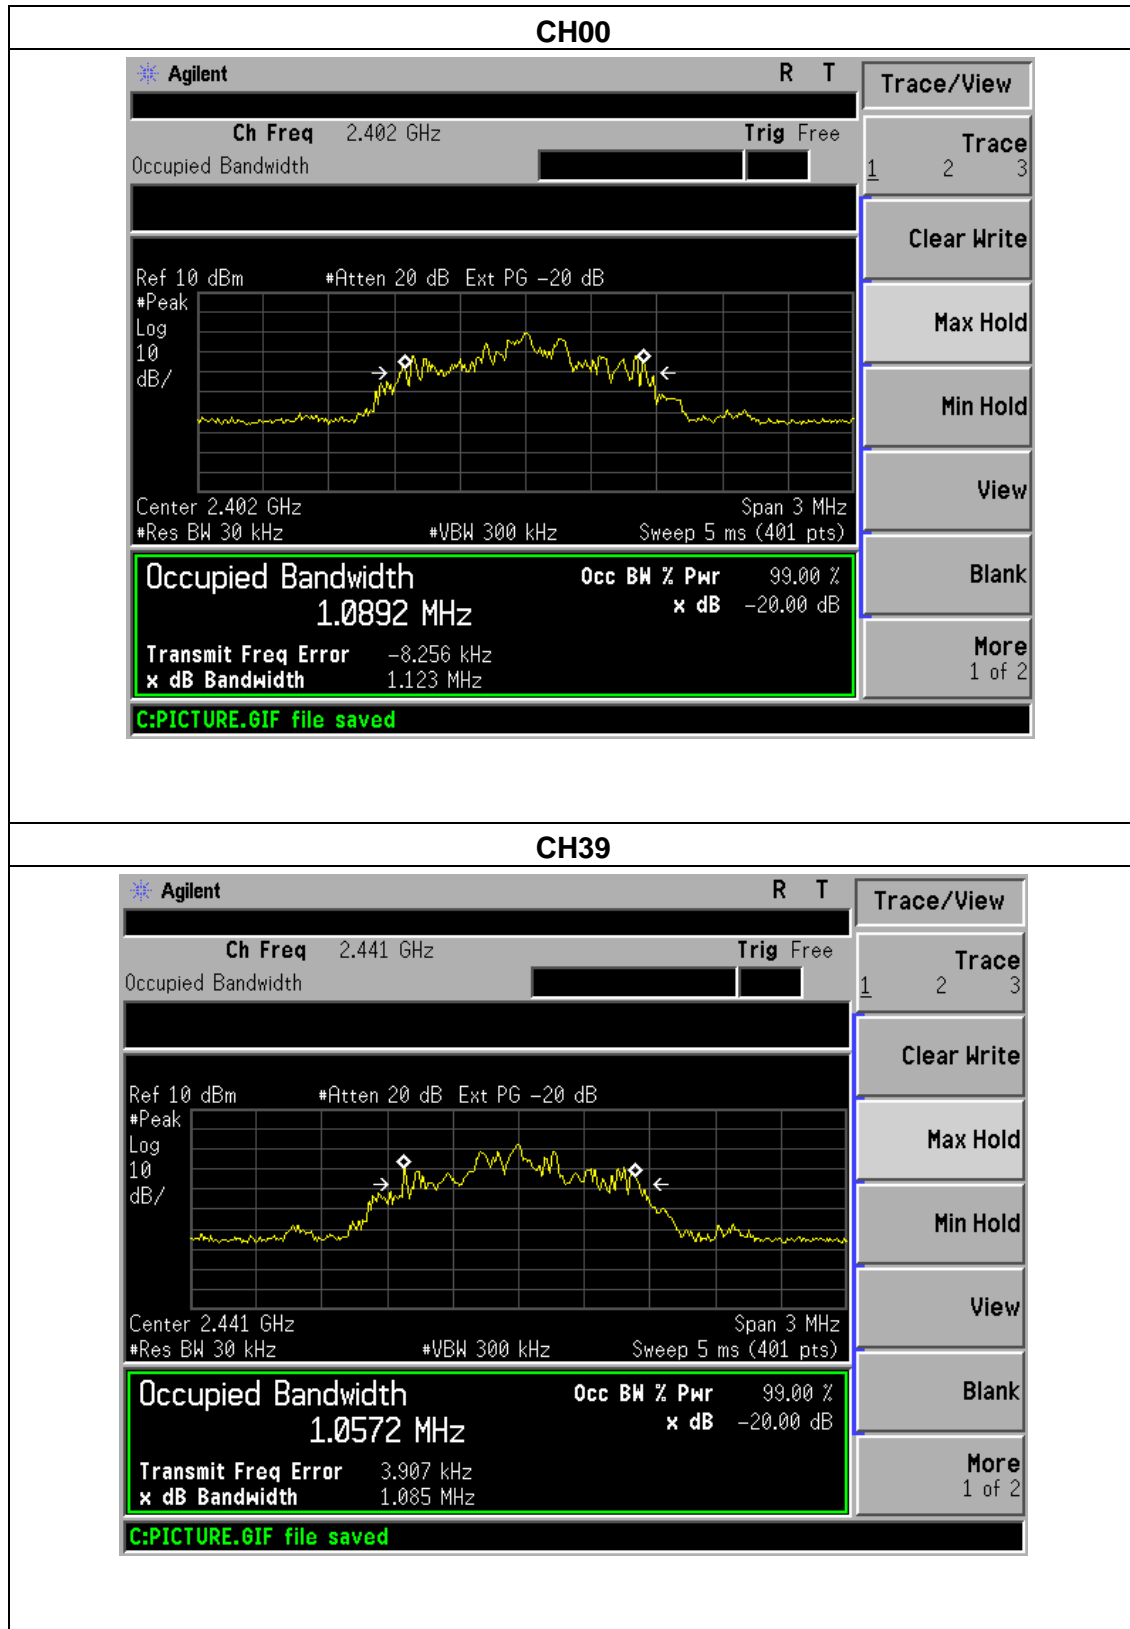 CH00
Agilent R T
Trace/View
Ch Freq 2.402 GHz Trig Free
Occupied Bandwidth
Trace
1 2 3
Clear Write
Ref 10 dBm #Atten 20 dB Ext PG -20 dB
#Peak
Log
10
dB/
Max Hold
Min Hold
View
Center 2.402 GHz Span 3 MHz
#Res BW 30 kHz #VBW 300 kHz Sweep 5 ms (401 pts)
Occupied Bandwidth Occ BW % Pwr 99.00 %
1.0892 MHz x dB -20.00 dB
Blank
Transmit Freq Error -8.256 kHz
x dB Bandwidth 1.123 MHz
More
1 of 2
C:PICTURE.GIF file saved
CH39
Agilent R T
Trace/View
Ch Freq 2.441 GHz Trig Free
Occupied Bandwidth
Trace
1 2 3
Clear Write
Ref 10 dBm #Atten 20 dB Ext PG -20 dB
#Peak
Log
10
dB/
Max Hold
Min Hold
View
Center 2.441 GHz Span 3 MHz
#Res BW 30 kHz #VBW 300 kHz Sweep 5 ms (401 pts)
Occupied Bandwidth Occ BW % Pwr 99.00 %
1.0572 MHz x dB -20.00 dB
Blank
Transmit Freq Error 3.907 kHz
x dB Bandwidth 1.085 MHz
More
1 of 2
C:PICTURE.GIF file saved